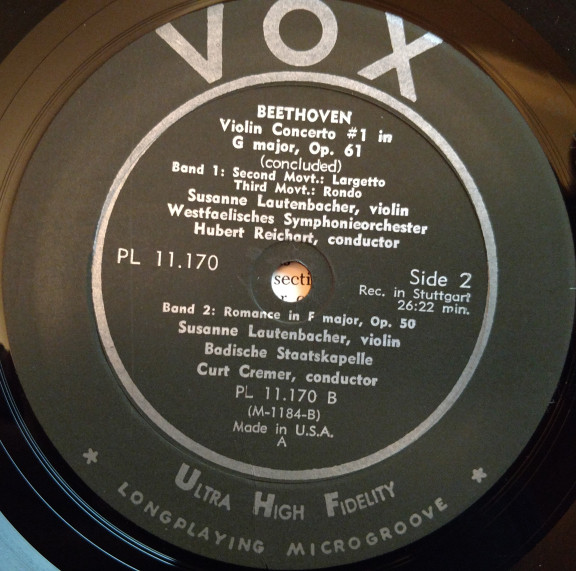 VOX
BEETHOVEN
Violin Concerto #1 in
G major, Op. 61
(concluded)
Band 1: Second Movt.: Largetto
Third Movt.: Rondo
Susanne Lautenbacher, violin
Westfaelisches Symphonieorchester
Hubert Reichart, conductor
PL 11.170
secti
Side 2
Rec. in Stuttgart
26:22 min.
Band 2: Romance in F major, Op. 50
Susanne Lautenbacher, violin
Badische Staatskapelle
Curt Cremer, conductor
PL 11.170 B
(M-1184-B)
Made in U.S.A.
A
ULTRA HIGH FIDELITY
LONGPLAYING MICROGROOVE